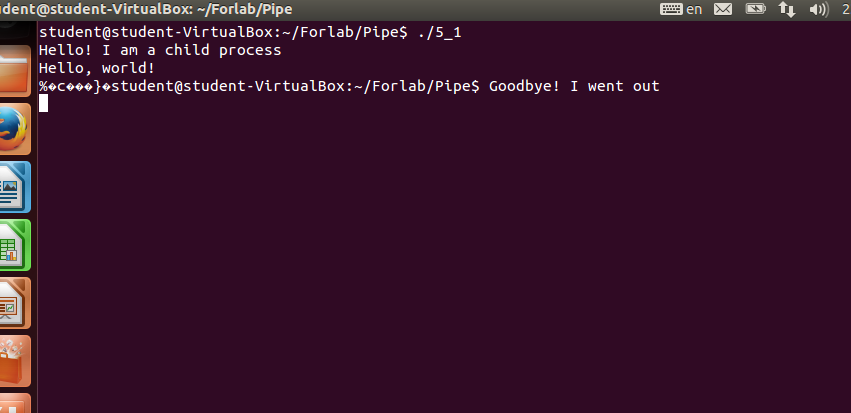 udent@student-VirtualBox: ~/Forlab/Pipe
en
2
student@student-VirtualBox:~/Forlab/Pipe$ ./5_1
Hello! I am a child process
Hello, world!
%�c���}�student@student-VirtualBox:~/Forlab/Pipe$ Goodbye! I went out